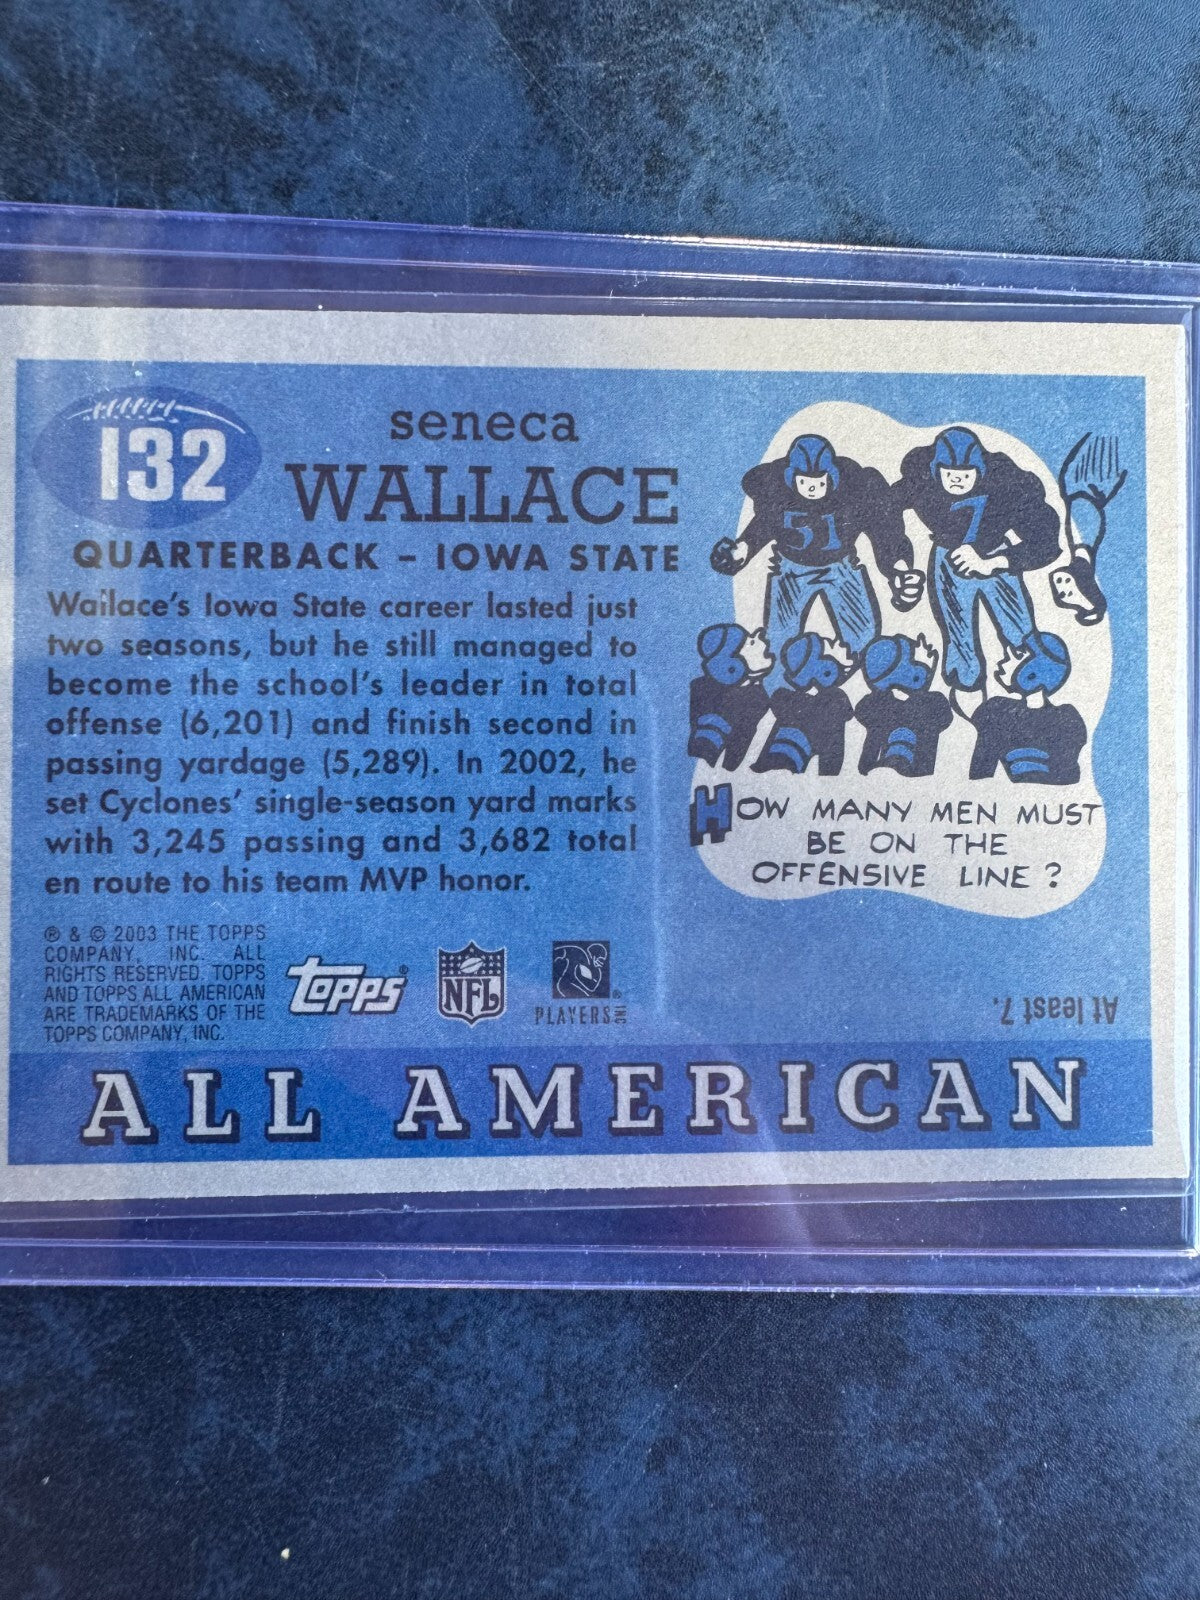 132
seneca
WALLACE
QUARTERBACK – IOWA STATE
Wallace's Iowa State career lasted just
two seasons, but he still managed to
become the school's leader in total
offense (6,201) and finish second in
passing yardage (5,289). In 2002, he
set Cyclones' single-season yard marks
with 3,245 passing and 3,682 total
en route to his team MVP honor.
® & © 2003 THE TOPPS
COMPANY, INC. ALL
RIGHTS RESERVED. TOPPS
AND TOPPS ALL AMERICAN
ARE TRADEMARKS OF THE
TOPPS COMPANY, INC.
Topps®
NFL
PLAYERS INC ®
51
7
HOW MANY MEN MUST
BE ON THE
OFFENSIVE LINE ?
At least 7.
ALL AMERICAN